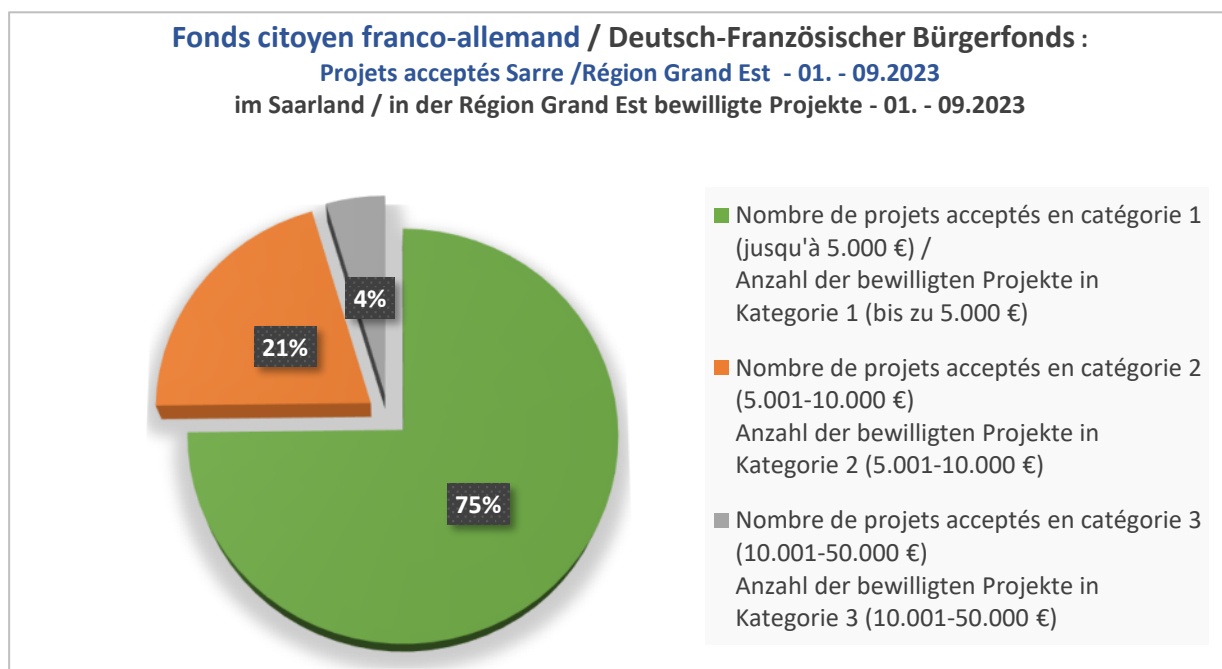 Fonds citoyen franco-allemand / Deutsch-Französischer Bürgerfonds :
Projets acceptés Sarre /Région Grand Est - 01. - 09.2023
im Saarland / in der Région Grand Est bewilligte Projekte - 01. - 09.2023
4%
21%
75%
Nombre de projets acceptés en catégorie 1
(jusqu'à 5.000 €) /
Anzahl der bewilligten Projekte in
Kategorie 1 (bis zu 5.000 €)
Nombre de projets acceptés en catégorie 2
(5.001-10.000 €)
Anzahl der bewilligten Projekte in
Kategorie 2 (5.001-10.000 €)
Nombre de projets acceptés en catégorie 3
(10.001-50.000 €)
Anzahl der bewilligten Projekte in
Kategorie 3 (10.001-50.000 €)